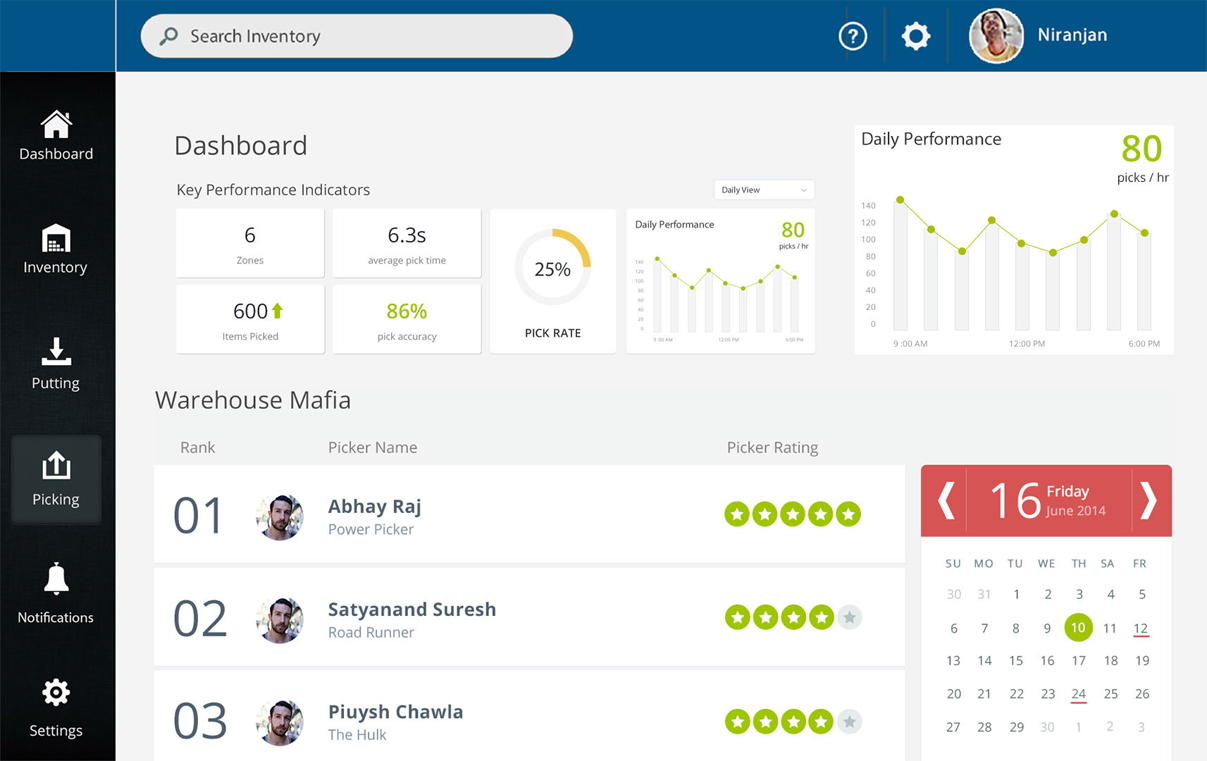 Search Inventory
?
Niranjan
Dashboard
Inventory
Putting
Picking
Notifications
Settings
Dashboard
Key Performance Indicators
Daily View
6
Zones
6.3s
average pick time
600
Items Picked
86%
pick accuracy
25%
PICK RATE
Daily Performance
80
picks / hr
140
120
100
80
60
40
20
0
9 :00 AM
12:00 PM
6:00 PM
Daily Performance
80
picks / hr
140
120
100
80
60
40
20
0
9 :00 AM
12:00 PM
6:00 PM
Warehouse Mafia
Rank
Picker Name
Picker Rating
01
Abhay Raj
Power Picker
02
Satyanand Suresh
Road Runner
03
Piuysh Chawla
The Hulk
16
Friday
June 2014
SU MO TU WE TH SA FR
30 31 1 2 3 4 5
6 7 8 9 10 11 12
13 14 15 16 17 18 19
20 21 22 23 24 25 26
27 28 29 30 1 2 3